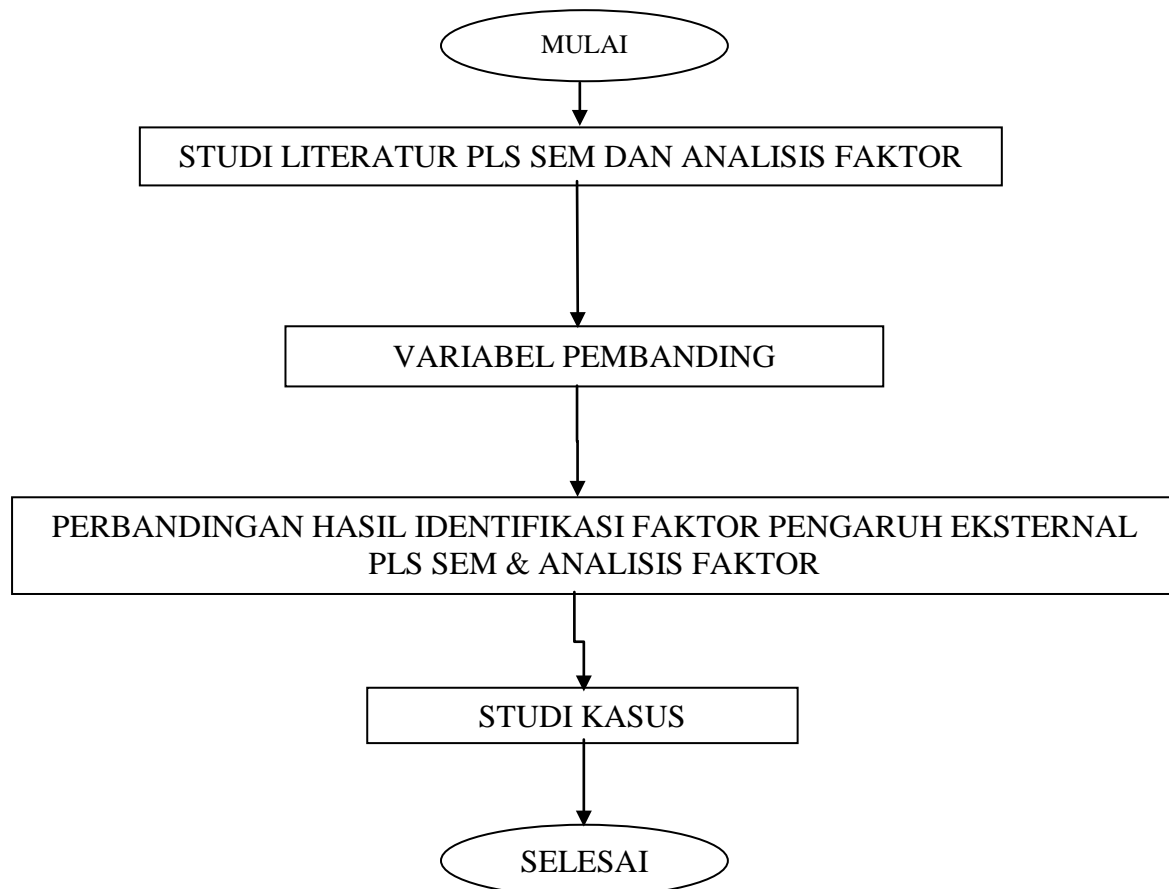 MULAI
STUDI LITERATUR PLS SEM DAN ANALISIS FAKTOR
VARIABEL PEMBANDING
PERBANDINGAN HASIL IDENTIFIKASI FAKTOR PENGARUH EKSTERNAL
PLS SEM & ANALISIS FAKTOR
STUDI KASUS
SELESAI